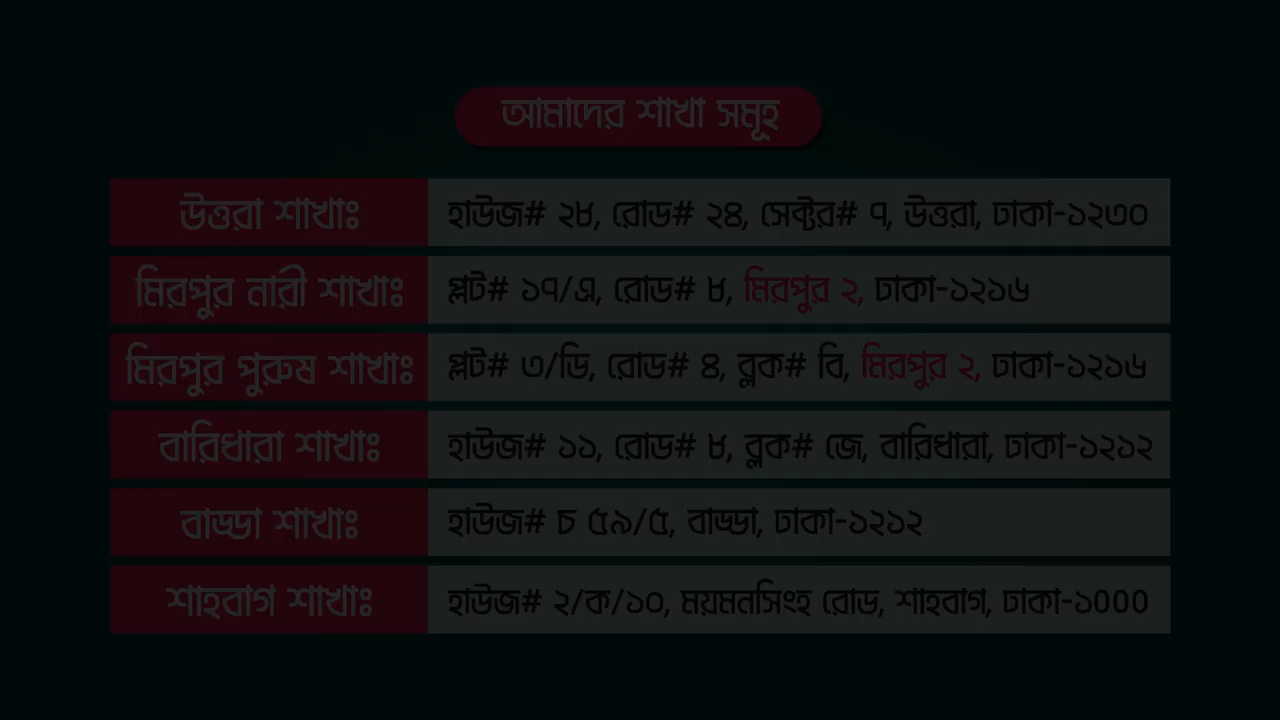 আমাদের শাখা সমূহ
উত্তরা শাখাঃ হাউজ# ২৮, রোড# ২৪, সেক্টর# ৭, উত্তরা, ঢাকা-১২৩০
মিরপুর নারী শাখাঃ প্লট# ১৭/এ, রোড# ৮, মিরপুর ২, ঢাকা-১২১৬
মিরপুর পুরুষ শাখাঃ প্লট# ৩/ডি, রোড# ৪, ব্লক# বি, মিরপুর ২, ঢাকা-১২১৬
বারিধারা শাখাঃ হাউজ# ১১, রোড# ৮, ব্লক# জে, বারিধারা, ঢাকা-১২১২
বাড্ডা শাখাঃ হাউজ# চ ৫৯/৫, বাড্ডা, ঢাকা-১২১২
শাহবাগ শাখাঃ হাউজ# ২/ক/১০, ময়মনসিংহ রোড, শাহবাগ, ঢাকা-১000